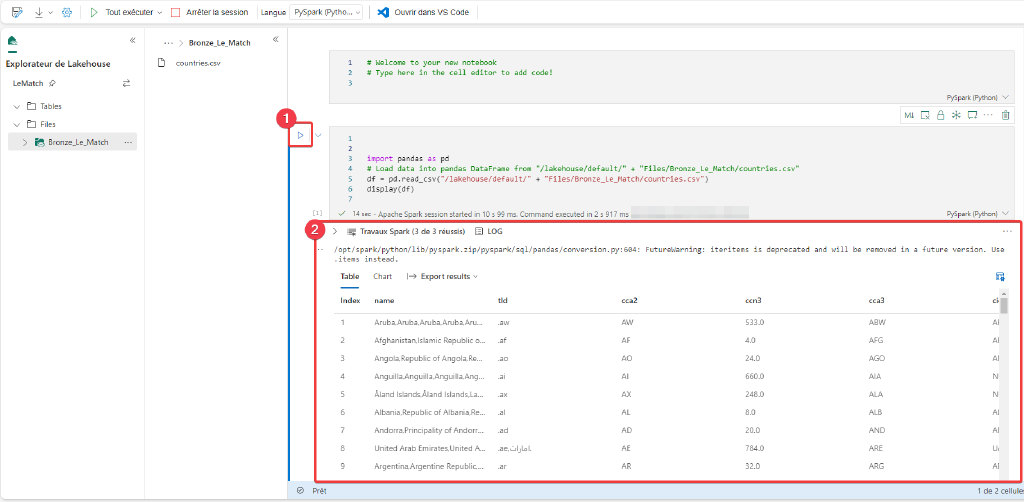 Tout exécuter Arrêter la session Langue PySpark (Pytho... Ouvrir dans VS Code
Explorateur de Lakehouse
LeMatch
Tables
Files
Bronze_Le_Match ...
... > Bronze_Le_Match
countries.csv
1 # Welcome to your new notebook
2 # Type here in the cell editor to add code!
3
PySpark (Python)
M↓ ...
1
1
2
3 import pandas as pd
4 # Load data into pandas DataFrame from "/lakehouse/default/" + "Files/Bronze_Le_Match/countries.csv"
5 df = pd.read_csv("/lakehouse/default/" + "Files/Bronze_Le_Match/countries.csv")
6 display(df)
7
[1] 14 sec - Apache Spark session started in 10 s 99 ms. Command executed in 2 s 917 ms PySpark (Python)
2 Travaux Spark (3 de 3 réussis) LOG ...
/opt/spark/python/lib/pyspark.zip/pyspark/sql/pandas/conversion.py:604: FutureWarning: iteritems is deprecated and will be removed in a future version. Use
.items instead.
Table Chart Export results
Index name tld cca2 ccn3 cca3
1 Aruba,Aruba,Aruba,Aruba,Aru... .aw AW 533.0 ABW
2 Afghanistan,Islamic Republic o... .af AF 4.0 AFG
3 Angola,Republic of Angola,Re... .ao AO 24.0 AGO
4 Anguilla,Anguilla,Anguilla,Ang... .ai AI 660.0 AIA
5 Åland Islands,Åland Islands,La... .ax AX 248.0 ALA
6 Albania,Republic of Albania,Re... .al AL 8.0 ALB
7 Andorra,Principality of Andorr... .ad AD 20.0 AND
8 United Arab Emirates,United A... .ae,امارات. AE 784.0 ARE
9 Argentina,Argentine Republic,... .ar AR 32.0 ARG
Prêt 1 de 2 cellules